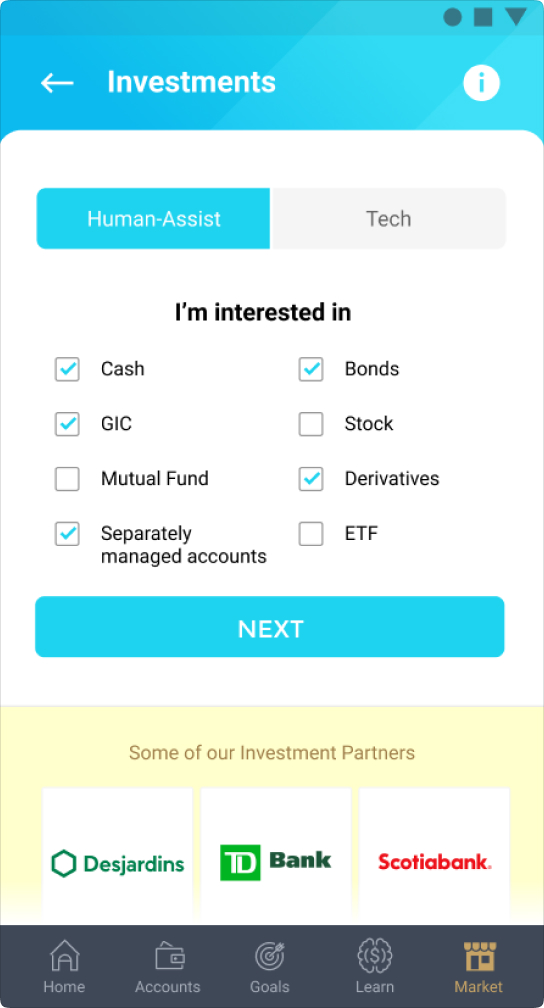 Investments
i
Human-Assist
Tech
I’m interested in
Cash
Bonds
GIC
Stock
Mutual Fund
Derivatives
Separately
managed accounts
ETF
NEXT
Some of our Investment Partners
Desjardins
TD Bank
Scotiabank.
Home
Accounts
Goals
Learn
Market